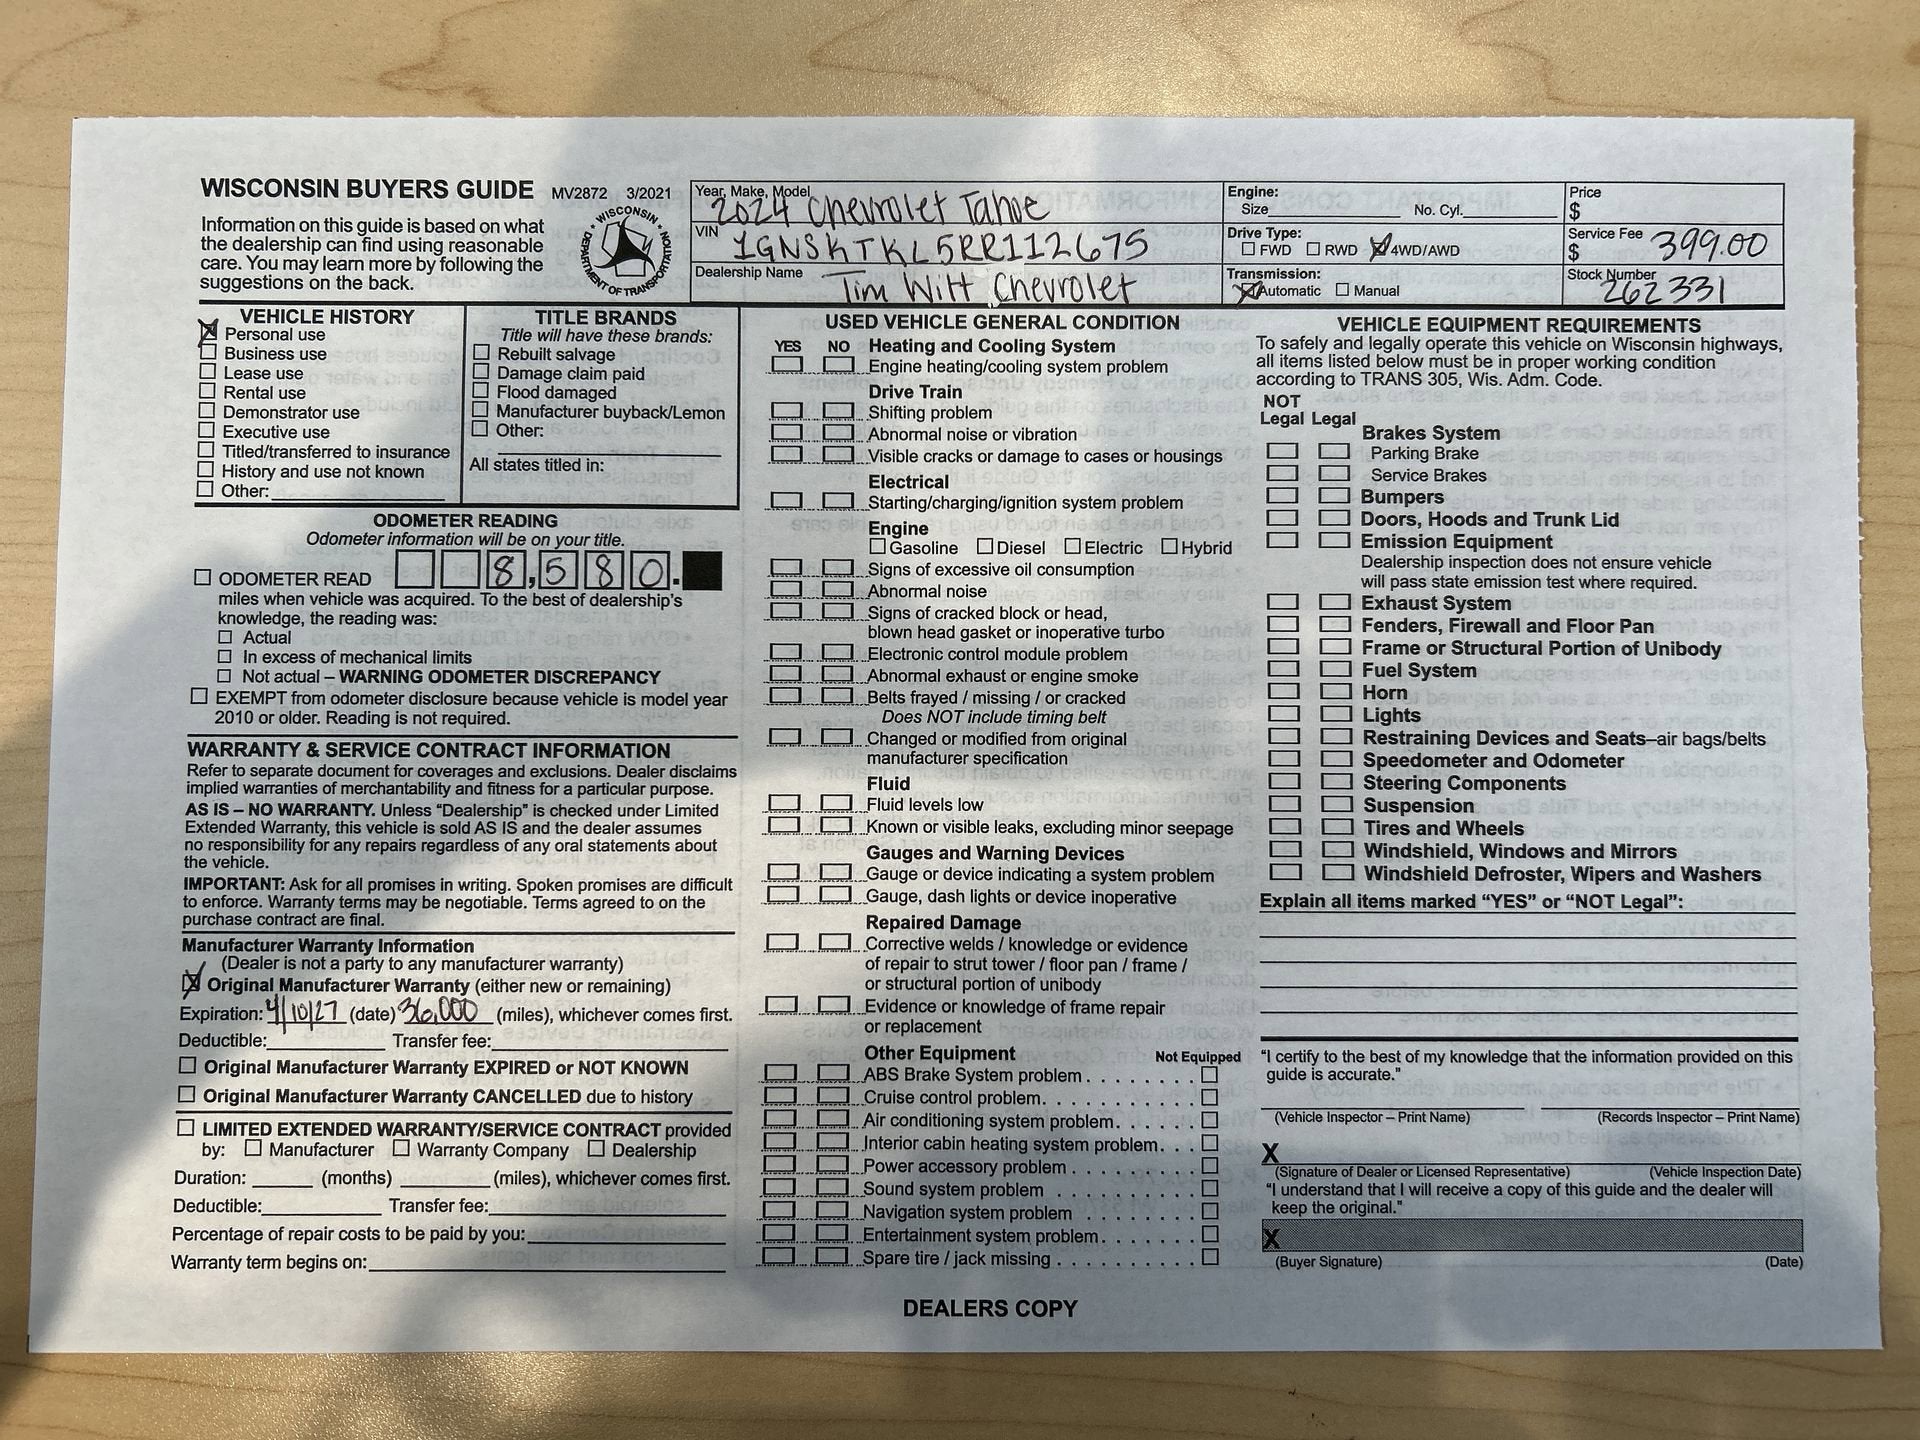 WISCONSIN BUYERS GUIDE MV2872 3/2021
Information on this guide is based on what
the dealership can find using reasonable
care. You may learn more by following the
suggestions on the back.
WISCONSIN
DEPARTMENT OF TRANSPORTATION
Year, Make, Model
2024 Chevrolet Tahoe
VIN
1GNSKTKL5RR112675
Dealership Name
Tim Witt Chevrolet
Engine:
Size No. Cyl.
Drive Type:
FWD RWD 4WD/AWD
Transmission:
Automatic Manual
Price
$
Service Fee
$ 399.00
Stock Number
262331
VEHICLE HISTORY
Personal use
Business use
Lease use
Rental use
Demonstrator use
Executive use
Titled/transferred to insurance
History and use not known
Other:
TITLE BRANDS
Title will have these brands:
Rebuilt salvage
Damage claim paid
Flood damaged
Manufacturer buyback/Lemon
Other:
All states titled in:
ODOMETER READING
Odometer information will be on your title.
ODOMETER READ 8,580.
miles when vehicle was acquired. To the best of dealership's
knowledge, the reading was:
Actual
In excess of mechanical limits
Not actual – WARNING ODOMETER DISCREPANCY
EXEMPT from odometer disclosure because vehicle is model year
2010 or older. Reading is not required.
WARRANTY & SERVICE CONTRACT INFORMATION
Refer to separate document for coverages and exclusions. Dealer disclaims
implied warranties of merchantability and fitness for a particular purpose.
AS IS – NO WARRANTY. Unless "Dealership" is checked under Limited
Extended Warranty, this vehicle is sold AS IS and the dealer assumes
no responsibility for any repairs regardless of any oral statements about
the vehicle.
IMPORTANT: Ask for all promises in writing. Spoken promises are difficult
to enforce. Warranty terms may be negotiable. Terms agreed to on the
purchase contract are final.
Manufacturer Warranty Information
(Dealer is not a party to any manufacturer warranty)
Original Manufacturer Warranty (either new or remaining)
Expiration: 4/10/27 (date) 36,000 (miles), whichever comes first.
Deductible: Transfer fee:
Original Manufacturer Warranty EXPIRED or NOT KNOWN
Original Manufacturer Warranty CANCELLED due to history
LIMITED EXTENDED WARRANTY/SERVICE CONTRACT provided
by: Manufacturer Warranty Company Dealership
Duration: (months) (miles), whichever comes first.
Deductible: Transfer fee:
Percentage of repair costs to be paid by you:
Warranty term begins on:
USED VEHICLE GENERAL CONDITION
YES NO Heating and Cooling System
Engine heating/cooling system problem
Drive Train
Shifting problem
Abnormal noise or vibration
Visible cracks or damage to cases or housings
Electrical
Starting/charging/ignition system problem
Engine
Gasoline Diesel Electric Hybrid
Signs of excessive oil consumption
Abnormal noise
Signs of cracked block or head,
blown head gasket or inoperative turbo
Electronic control module problem
Abnormal exhaust or engine smoke
Belts frayed / missing / or cracked
Does NOT include timing belt
Changed or modified from original
manufacturer specification
Fluid
Fluid levels low
Known or visible leaks, excluding minor seepage
Gauges and Warning Devices
Gauge or device indicating a system problem
Gauge, dash lights or device inoperative
Repaired Damage
Corrective welds / knowledge or evidence
of repair to strut tower / floor pan / frame /
or structural portion of unibody
Evidence or knowledge of frame repair
or replacement
Other Equipment Not Equipped
ABS Brake System problem
Cruise control problem
Air conditioning system problem
Interior cabin heating system problem
Power accessory problem
Sound system problem
Navigation system problem
Entertainment system problem
Spare tire / jack missing
VEHICLE EQUIPMENT REQUIREMENTS
To safely and legally operate this vehicle on Wisconsin highways,
all items listed below must be in proper working condition
according to TRANS 305, Wis. Adm. Code.
NOT
Legal Legal
Brakes System
Parking Brake
Service Brakes
Bumpers
Doors, Hoods and Trunk Lid
Emission Equipment
Dealership inspection does not ensure vehicle
will pass state emission test where required.
Exhaust System
Fenders, Firewall and Floor Pan
Frame or Structural Portion of Unibody
Fuel System
Horn
Lights
Restraining Devices and Seats–air bags/belts
Speedometer and Odometer
Steering Components
Suspension
Tires and Wheels
Windshield, Windows and Mirrors
Windshield Defroster, Wipers and Washers
Explain all items marked "YES" or "NOT Legal":
"I certify to the best of my knowledge that the information provided on this
guide is accurate."
(Vehicle Inspector – Print Name) (Records Inspector – Print Name)
X
(Signature of Dealer or Licensed Representative) (Vehicle Inspection Date)
"I understand that I will receive a copy of this guide and the dealer will
keep the original."
X
(Buyer Signature) (Date)
DEALERS COPY